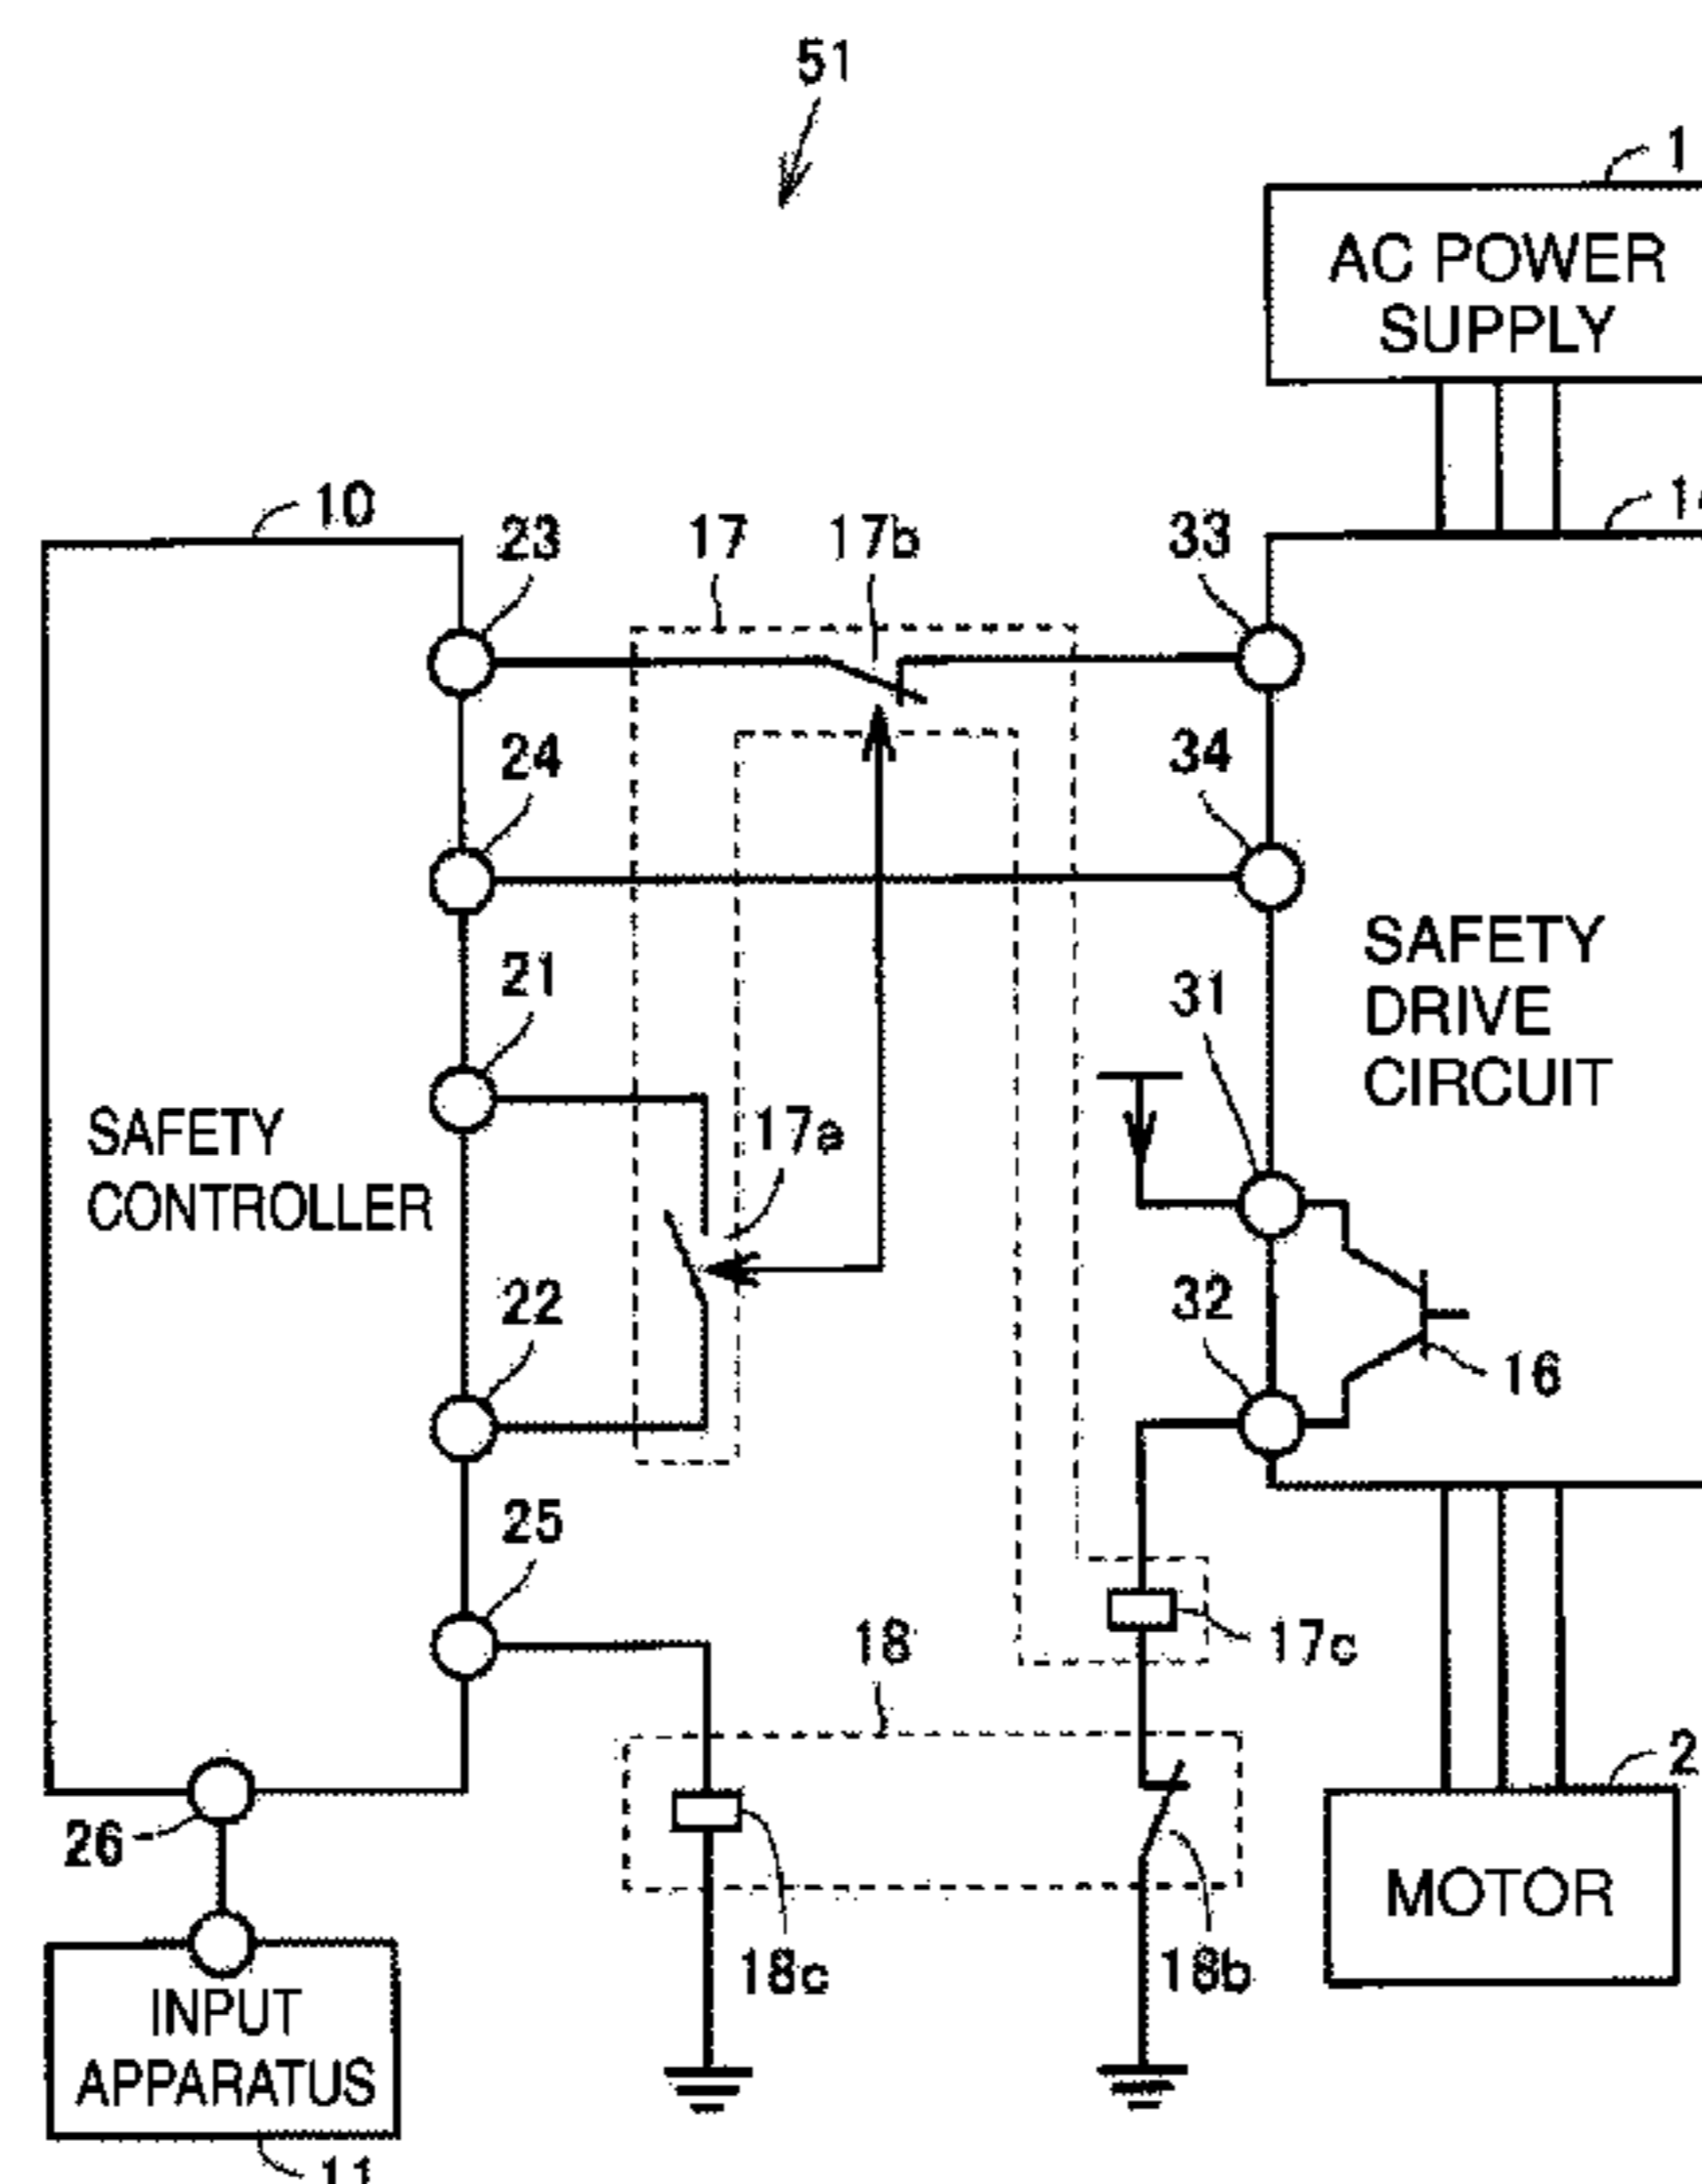 51
1
AC POWER
SUPPLY
10
23
17
17b
33
24
34
SAFETY
DRIVE
CIRCUIT
21
31
17a
SAFETY
CONTROLLER
22
32
16
25
18
17c
2
26
MOTOR
18c
18b
INPUT
APPARATUS
11